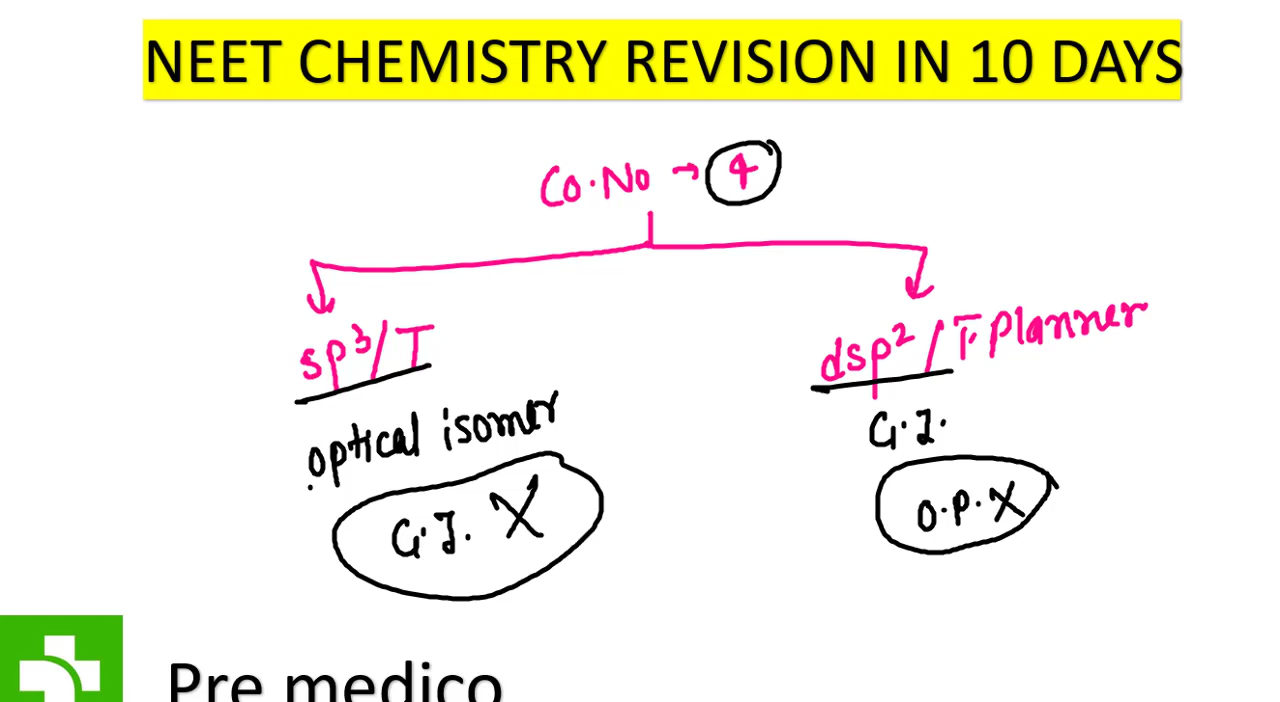 NEET CHEMISTRY REVISION IN 10 DAYS
Co. No → 4
sp³/T
dsp²/T. Planner
optical isomer
G.I.
G.I. X
O.P. X
Pre medico